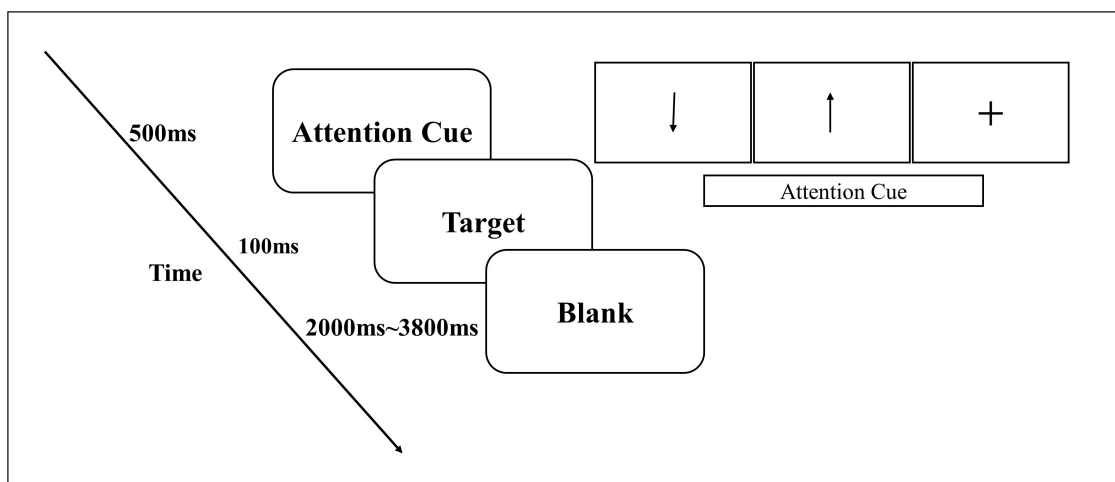 500ms
Attention Cue
100ms
Target
Time
2000ms~3800ms
Blank
+
Attention Cue